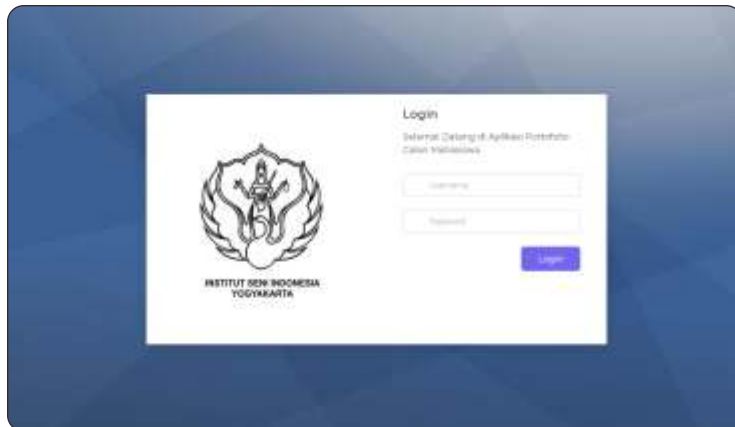 INSTITUT SENI INDONESIA
YOGYAKARTA
Login
Selamat Datang di Aplikasi Portofolio
Calon Mahasiswa
Username
Password
Login